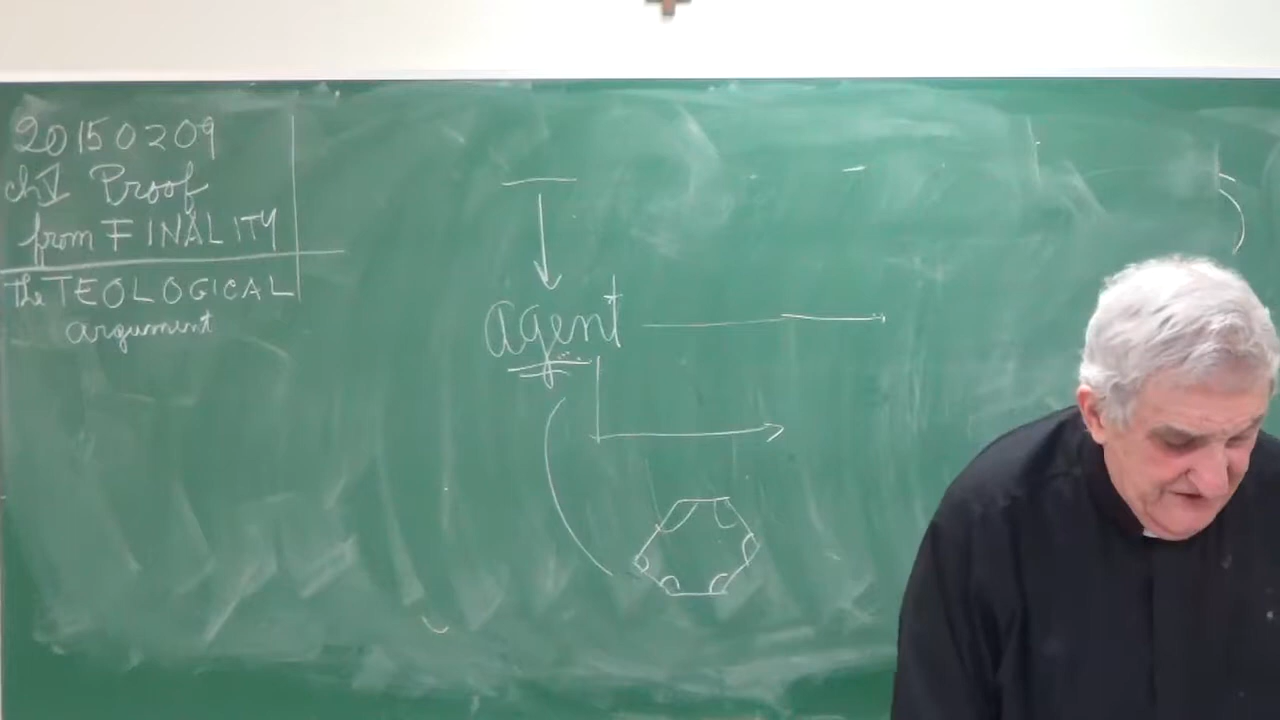 20150209
ch V Proof
from FINALITY
the TEOLOGICAL
argument
agent